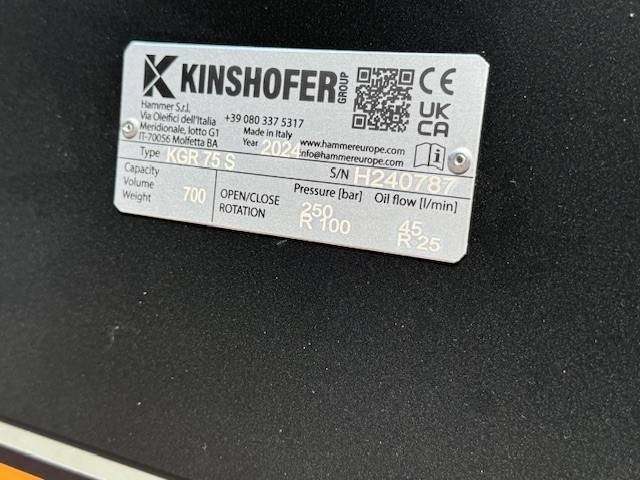 KINSHOFER GROUP
CE
UK
CA
Hammer S.r.l.
Via Oleifici dell'Italia
Meridionale, lotto G1
IT-70056 Molfetta BA
+39 080 337 5317
Made in Italy
Year 2024
www.hammereurope.com
info@hammereurope.com
Type KGR 75 S
S/N H240787
Capacity
Volume
Weight 700
Pressure [bar] Oil flow [l/min]
OPEN/CLOSE 250 45
ROTATION R 100 R 25